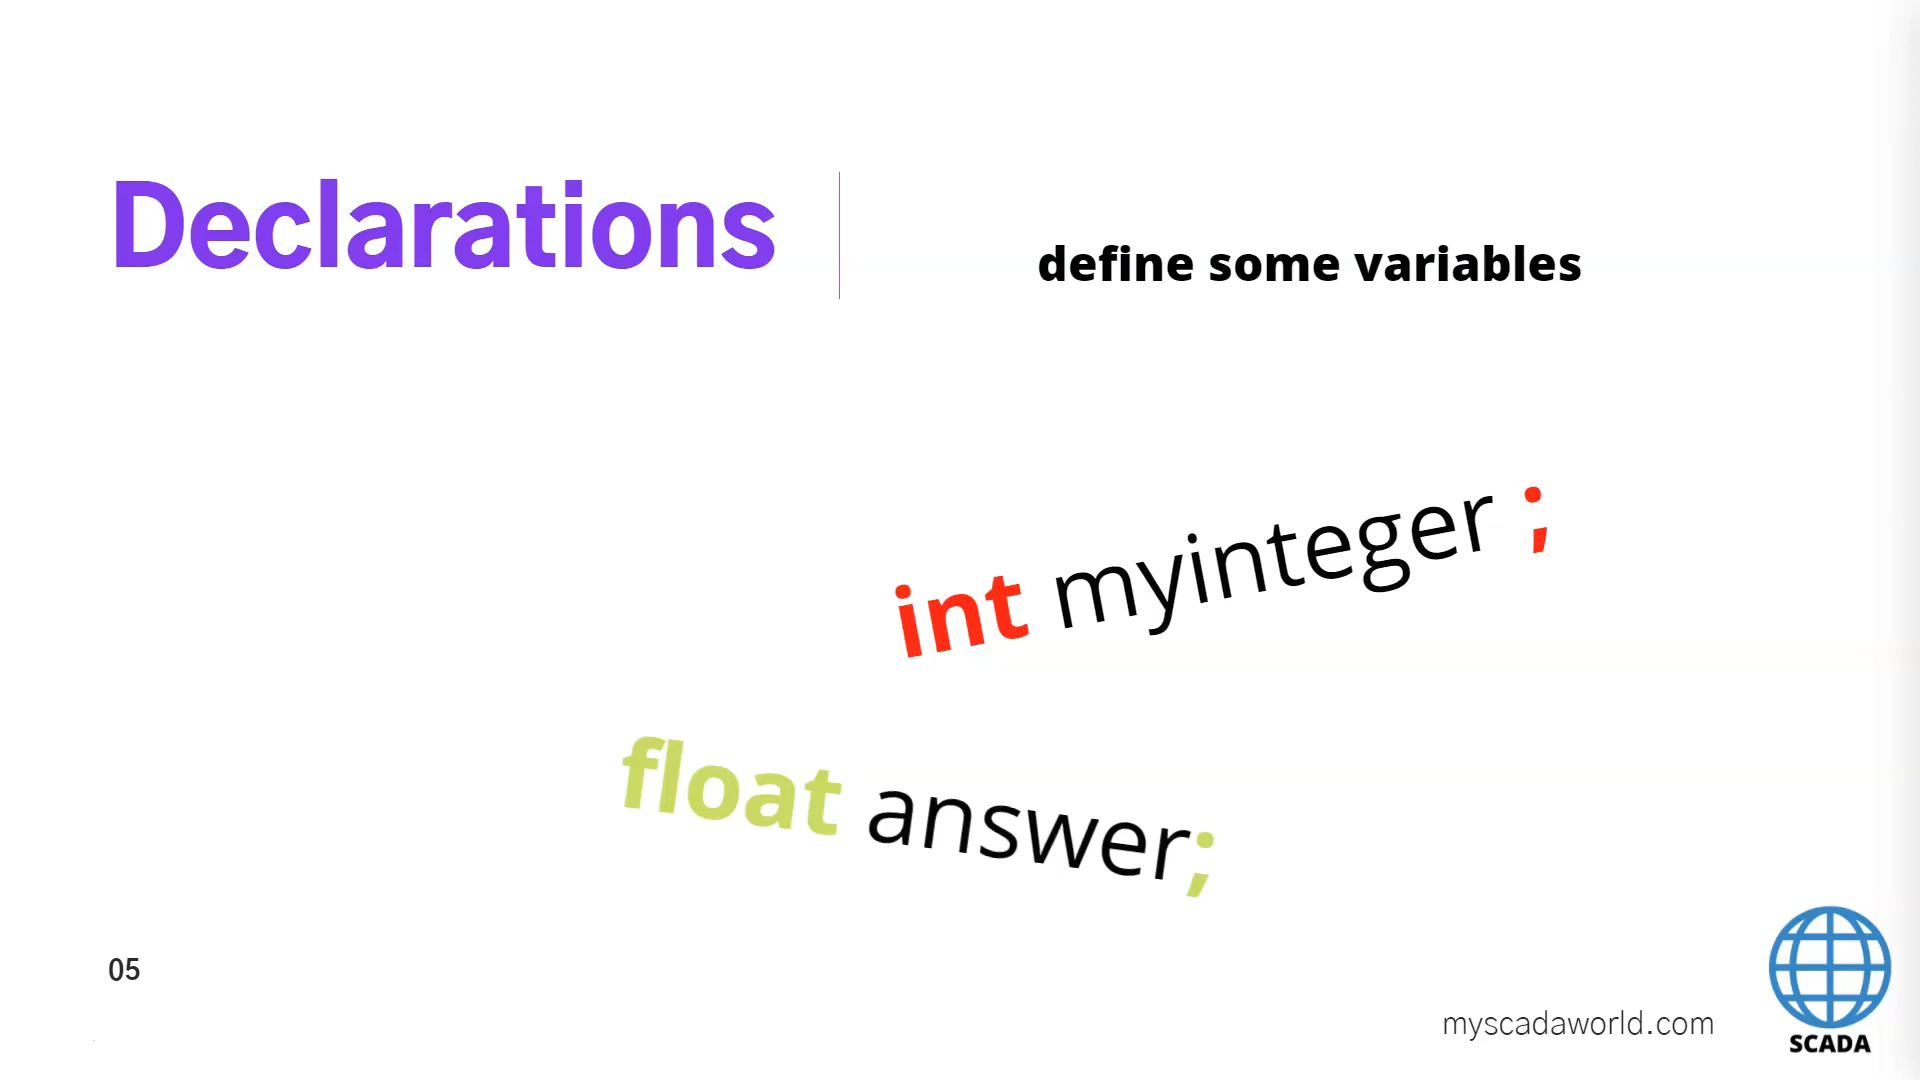 Declarations
define some variables
int myinteger ;
float answer;
05
myscadaworld.com
SCADA